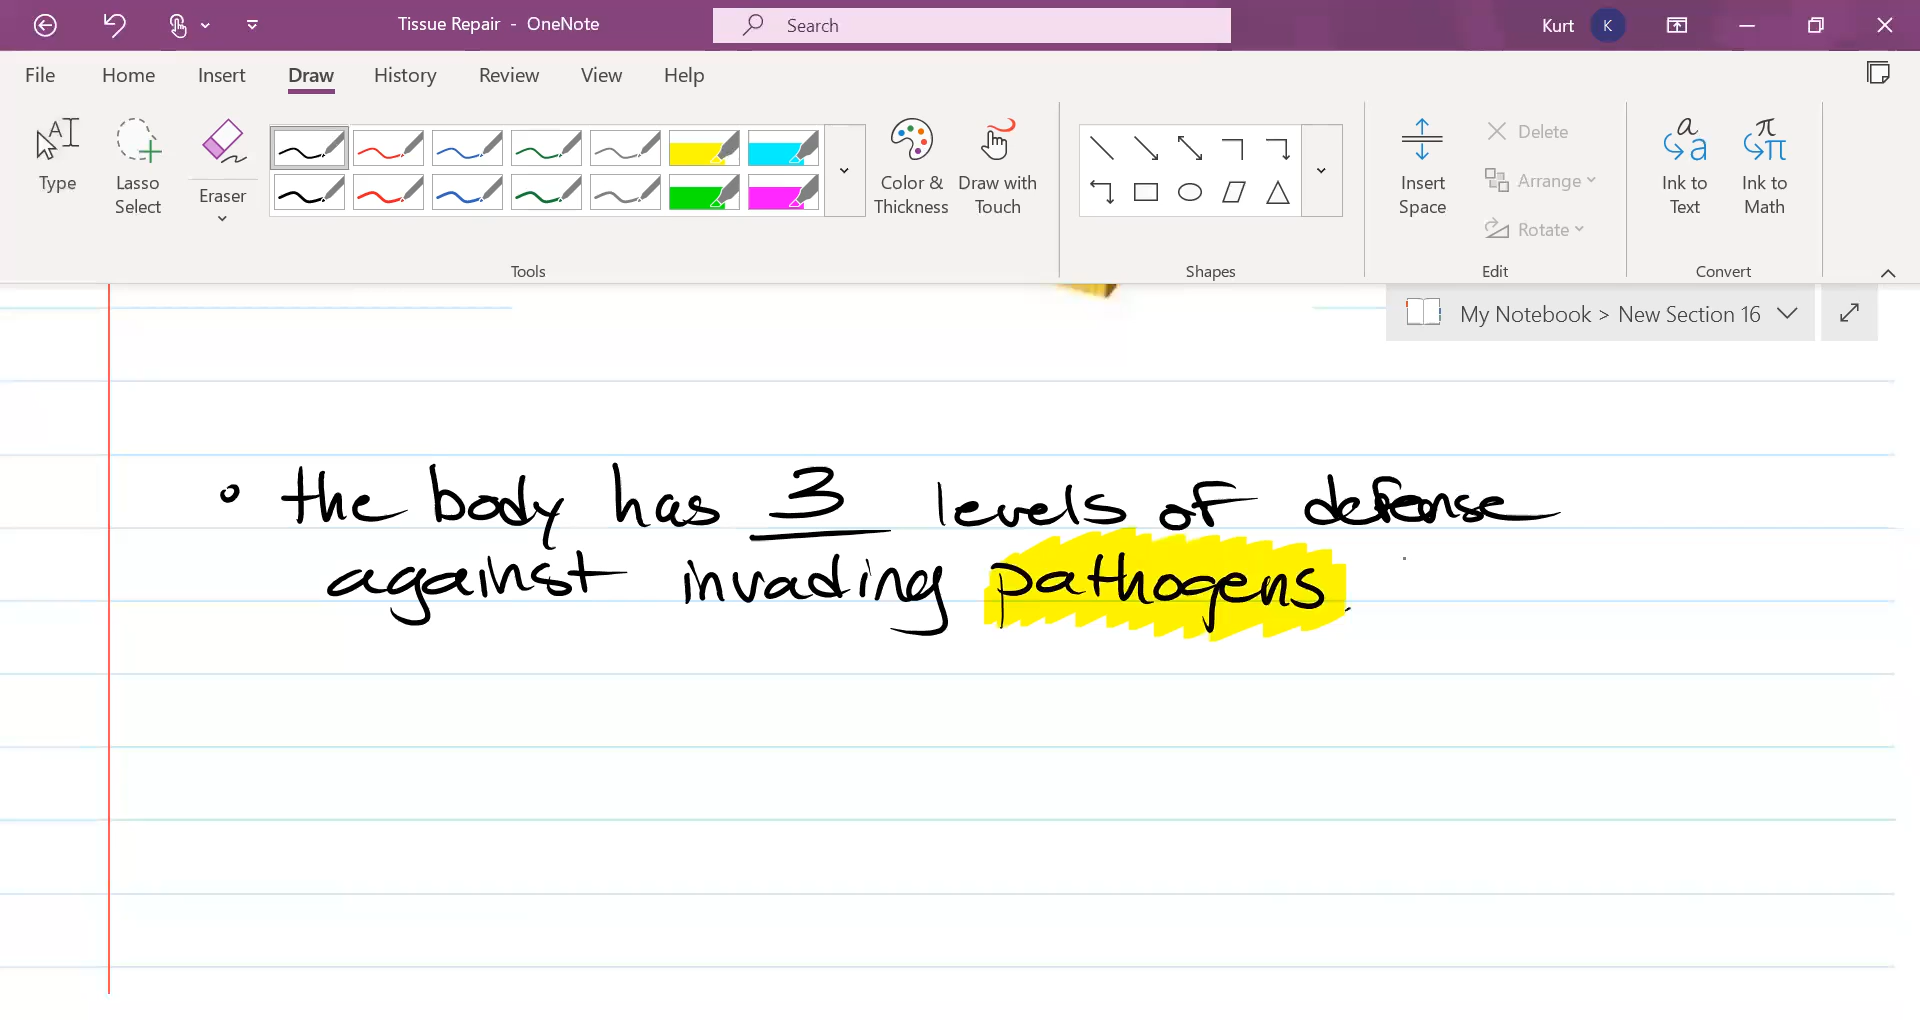 Tissue Repair - OneNote
Search
Kurt
K
File Home Insert Draw History Review View Help
Type
Lasso Select
Eraser
Color & Thickness
Draw with Touch
Insert Space
Delete
Arrange
Rotate
Ink to Text
Ink to Math
Tools
Shapes
Edit
Convert
My Notebook > New Section 16
• the body has 3 levels of defense
against invading pathogens.